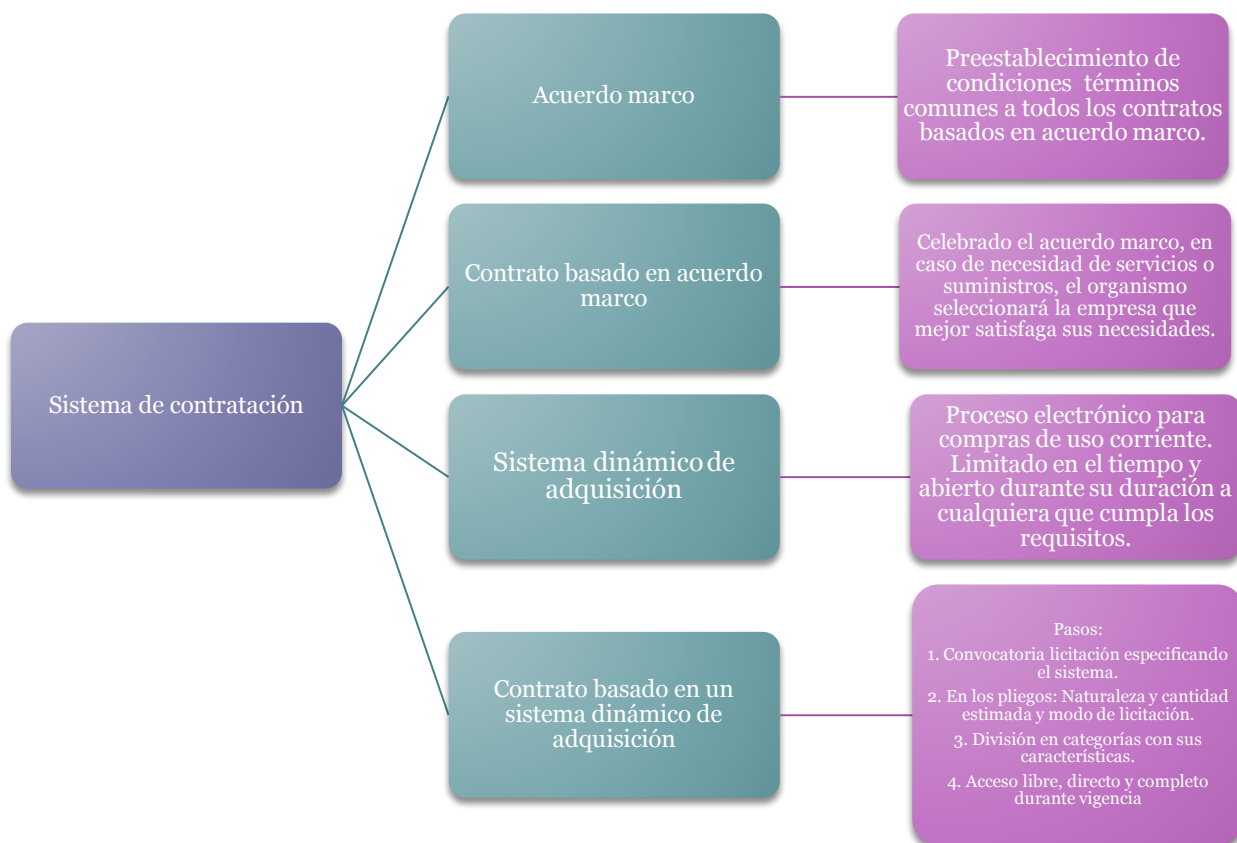 Sistema de contratación
Acuerdo marco
Preestablecimiento de
condiciones términos
comunes a todos los contratos
basados en acuerdo marco.
Contrato basado en acuerdo
marco
Celebrado el acuerdo marco, en
caso de necesidad de servicios o
suministros, el organismo
seleccionará la empresa que
mejor satisfaga sus necesidades.
Sistema dinámico de
adquisición
Proceso electrónico para
compras de uso corriente.
Limitado en el tiempo y
abierto durante su duración a
cualquiera que cumpla los
requisitos.
Contrato basado en un
sistema dinámico de
adquisición
Pasos:
1. Convocatoria licitación especificando
el sistema.
2. En los pliegos: Naturaleza y cantidad
estimada y modo de licitación.
3. División en categorías con sus
características.
4. Acceso libre, directo y completo
durante vigencia